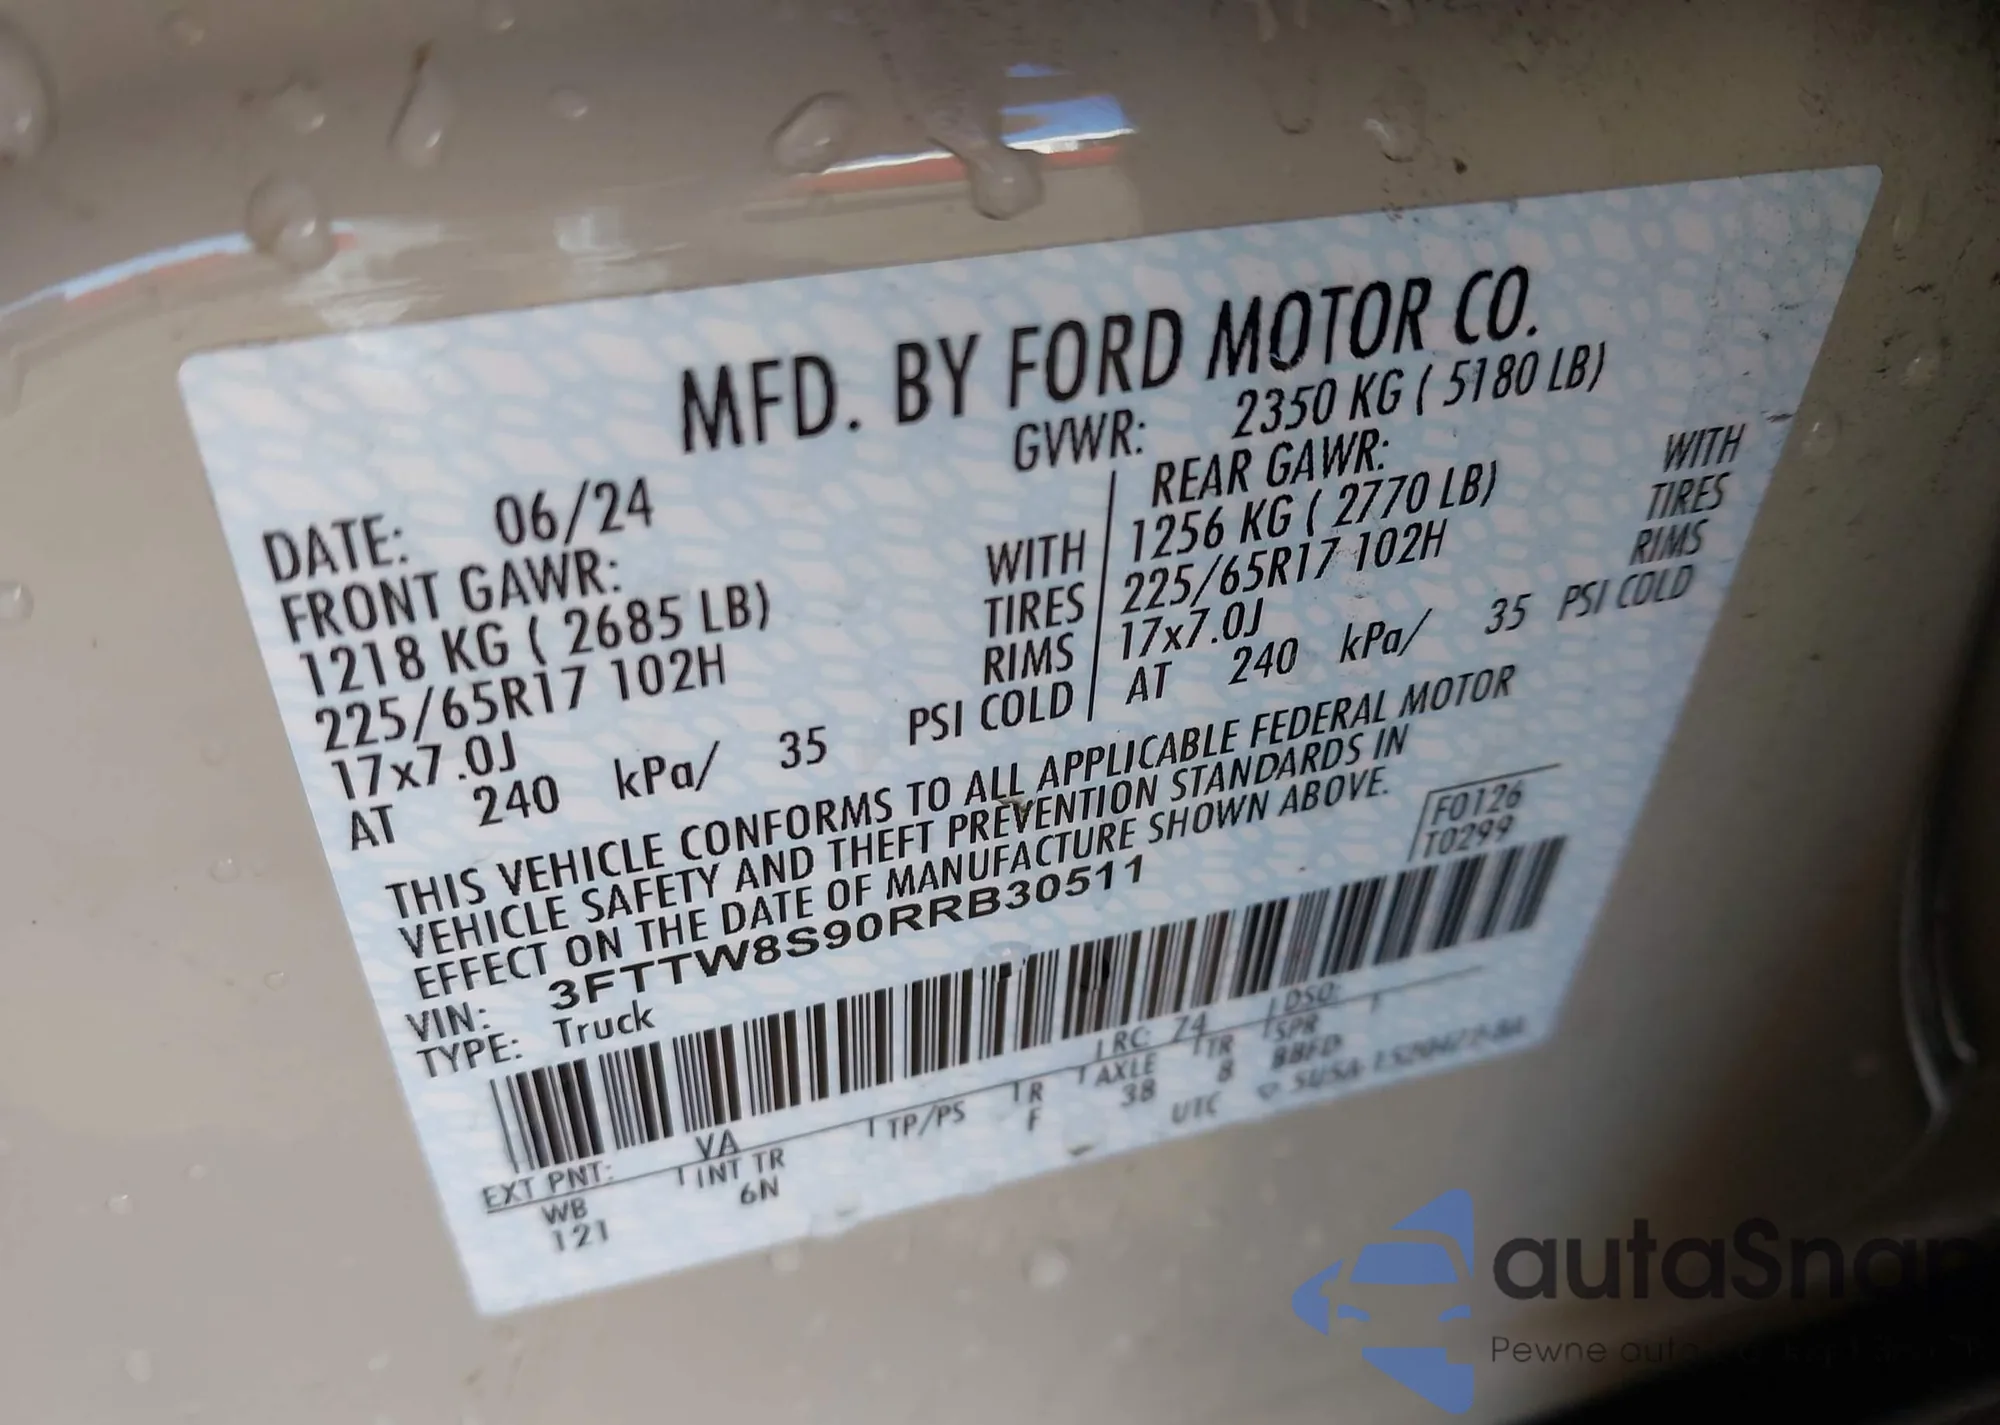 MFD. BY FORD MOTOR CO.
DATE: 06/24 GVWR: 2350 KG ( 5180 LB)
FRONT GAWR: REAR GAWR:
1218 KG ( 2685 LB) WITH 1256 KG ( 2770 LB) WITH
225/65R17 102H TIRES 225/65R17 102H TIRES
17x7.0J RIMS 17x7.0J RIMS
AT 240 kPa/ 35 PSI COLD AT 240 kPa/ 35 PSI COLD
THIS VEHICLE CONFORMS TO ALL APPLICABLE FEDERAL MOTOR
VEHICLE SAFETY AND THEFT PREVENTION STANDARDS IN
EFFECT ON THE DATE OF MANUFACTURE SHOWN ABOVE.
F0126
T0299
VIN: 3FTTW8S90RRB30511
TYPE: Truck
EXT PNT: YA RC: 74 DSO:
WB INT TR TP/PS R AXLE TR SPR
121 6N F 38 8 BBFD
UTC
autaSnap
Pewne auta